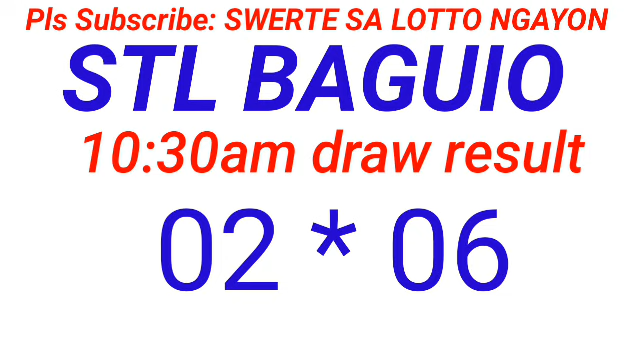 Pls Subscribe: SWERTE SA LOTTO NGAYON
STL BAGUIO
10:30am draw result
02 * 06